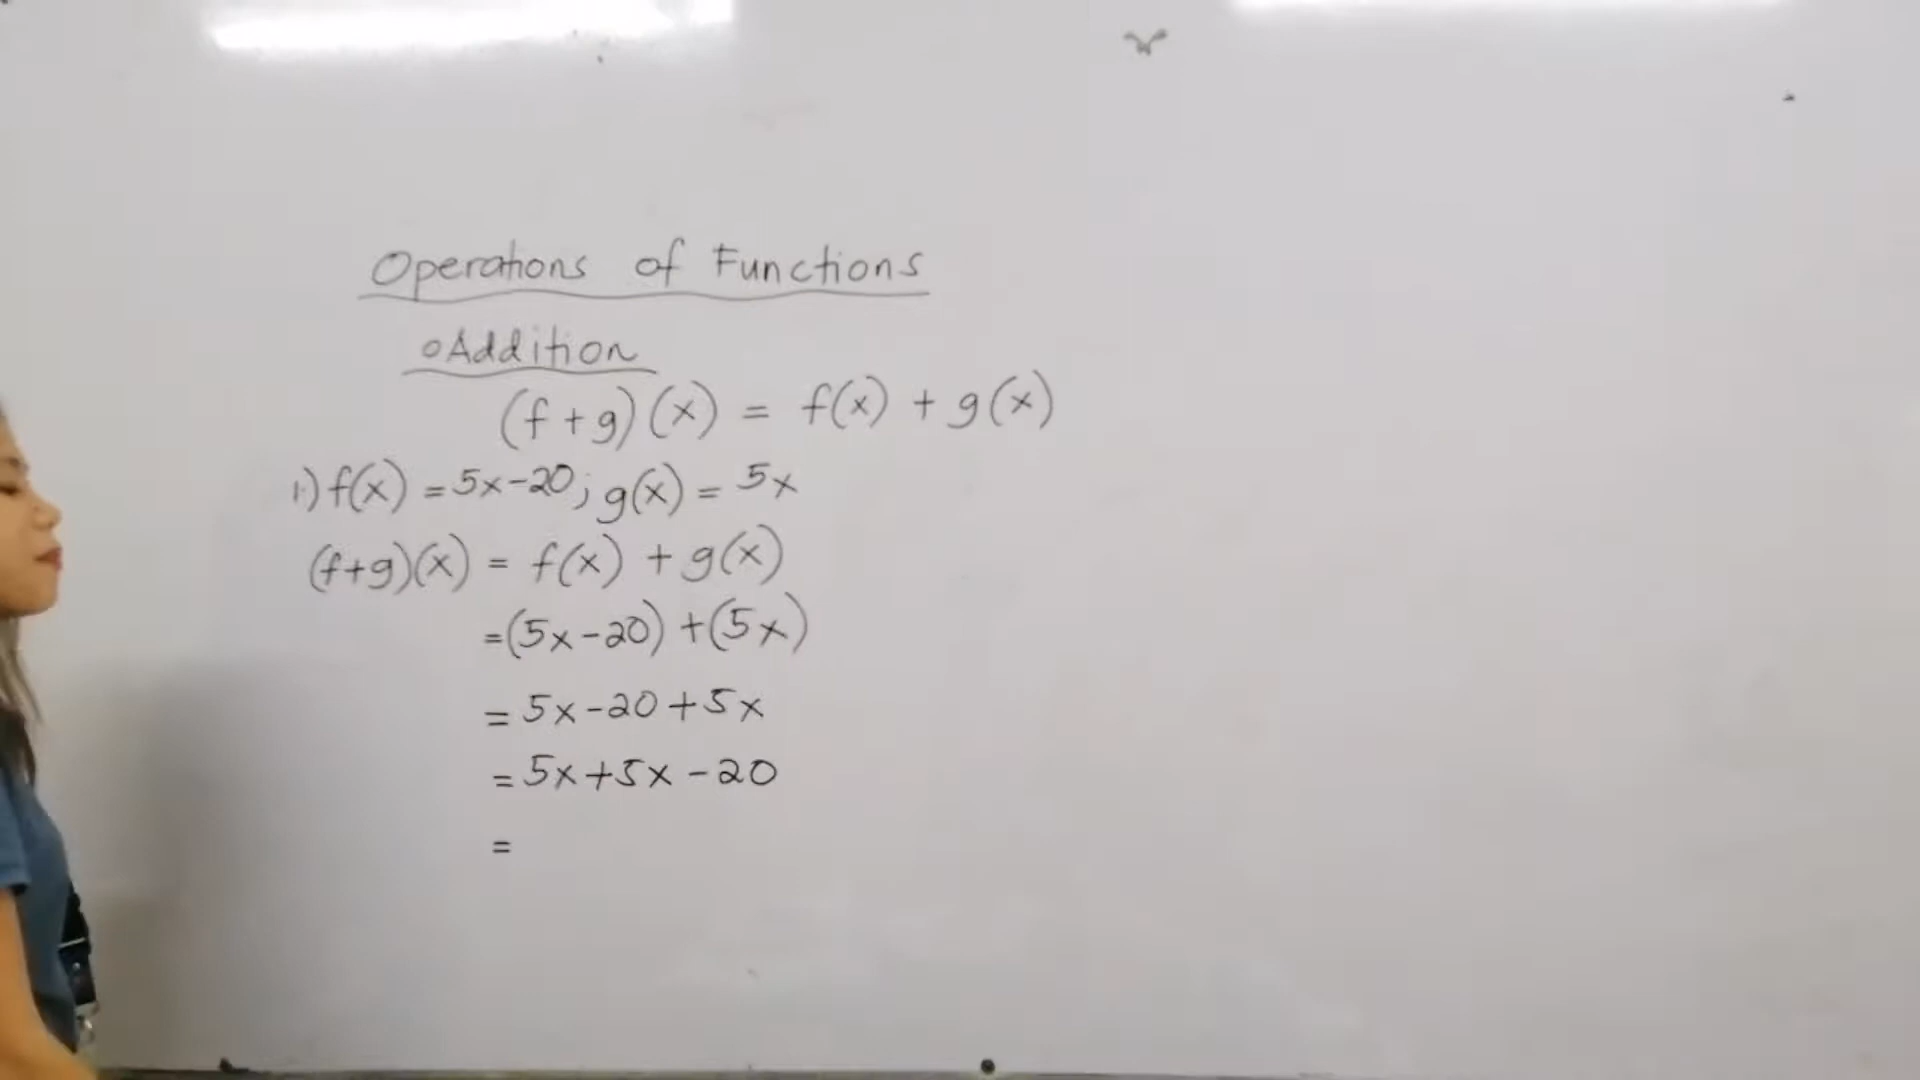 Operations of Functions
o Addition
(f+g)(x) = f(x) + g(x)
1.) f(x) = 5x-20; g(x) = 5x
(f+g)(x) = f(x) + g(x)
=(5x-20) +(5x)
= 5x-20+5x
= 5x+5x-20
=